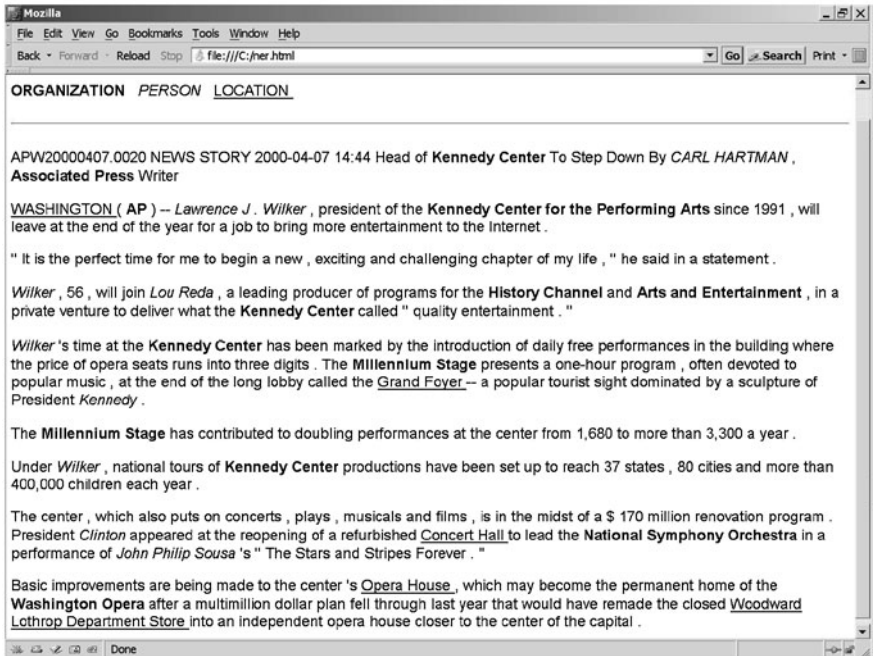 Mozilla
File Edit View Go Bookmarks Tools Window Help
Back Forward Reload Stop file:///C:/ner.html Go Search Print
ORGANIZATION PERSON LOCATION
APW20000407.0020 NEWS STORY 2000-04-07 14:44 Head of Kennedy Center To Step Down By CARL HARTMAN ,
Associated Press Writer
WASHINGTON ( AP ) -- Lawrence J . Wilker , president of the Kennedy Center for the Performing Arts since 1991 , will
leave at the end of the year for a job to bring more entertainment to the Internet .
" It is the perfect time for me to begin a new , exciting and challenging chapter of my life , " he said in a statement .
Wilker , 56 , will join Lou Reda , a leading producer of programs for the History Channel and Arts and Entertainment , in a
private venture to deliver what the Kennedy Center called " quality entertainment . "
Wilker 's time at the Kennedy Center has been marked by the introduction of daily free performances in the building where
the price of opera seats runs into three digits . The Millennium Stage presents a one-hour program , often devoted to
popular music , at the end of the long lobby called the Grand Foyer -- a popular tourist sight dominated by a sculpture of
President Kennedy .
The Millennium Stage has contributed to doubling performances at the center from 1,680 to more than 3,300 a year .
Under Wilker , national tours of Kennedy Center productions have been set up to reach 37 states , 80 cities and more than
400,000 children each year .
The center , which also puts on concerts , plays , musicals and films , is in the midst of a $ 170 million renovation program .
President Clinton appeared at the reopening of a refurbished Concert Hall to lead the National Symphony Orchestra in a
performance of John Philip Sousa 's " The Stars and Stripes Forever . "
Basic improvements are being made to the center 's Opera House , which may become the permanent home of the
Washington Opera after a multimillion dollar plan fell through last year that would have remade the closed Woodward
Lothrop Department Store into an independent opera house closer to the center of the capital .
Done